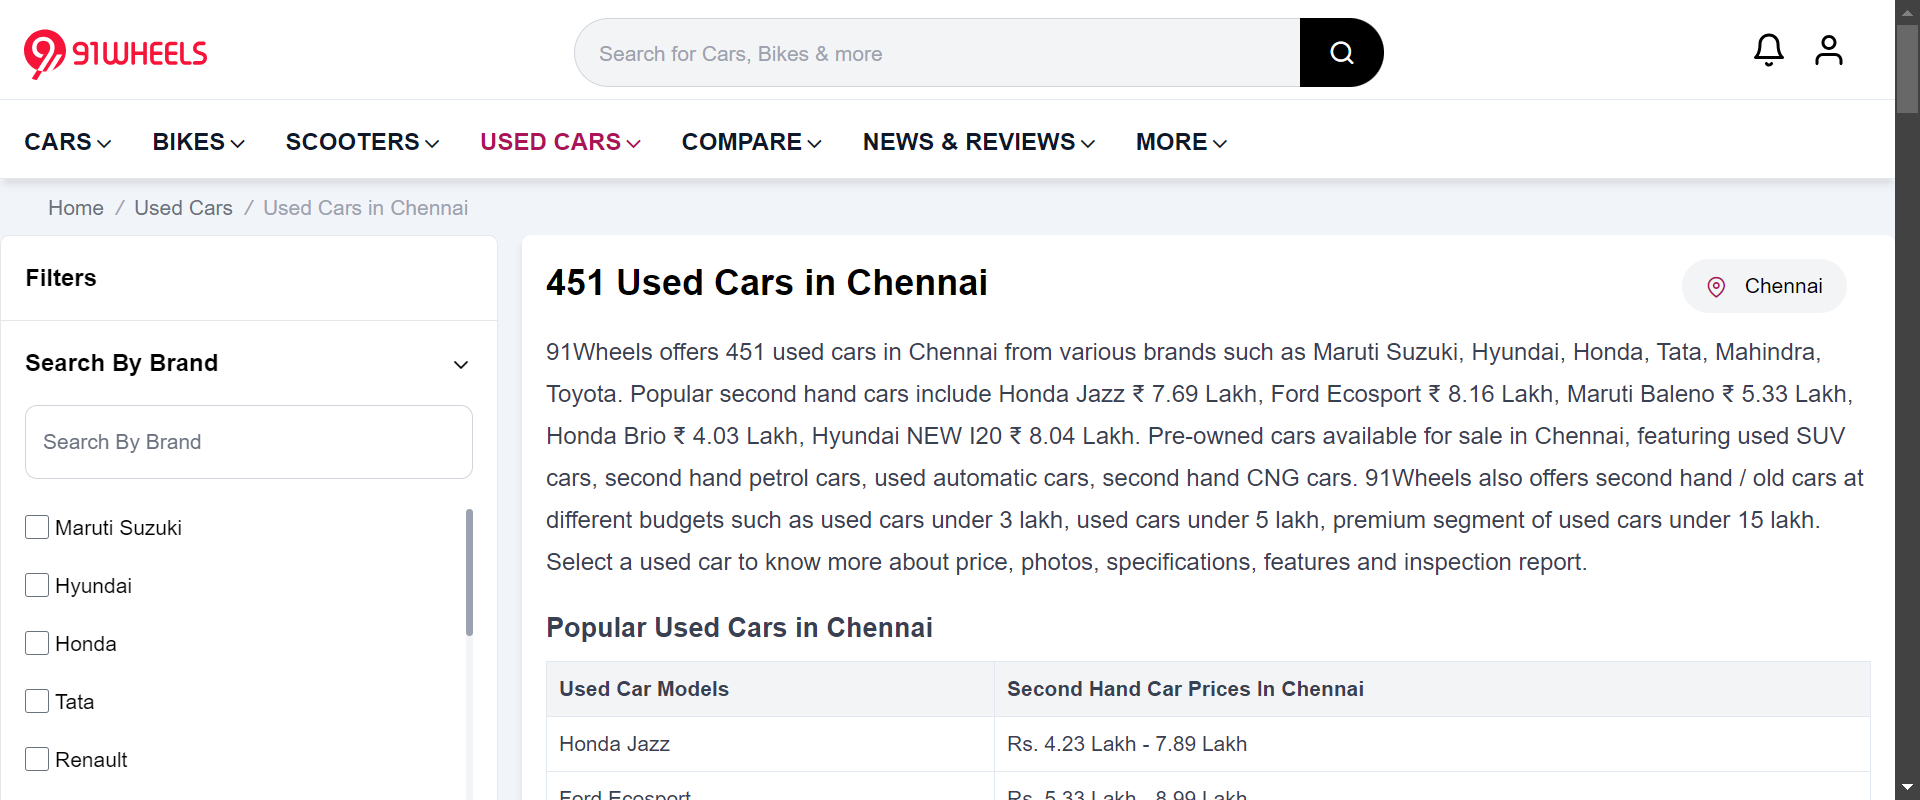 91WHEELS
Search for Cars, Bikes & more
CARS BIKES SCOOTERS USED CARS COMPARE NEWS & REVIEWS MORE
Home / Used Cars / Used Cars in Chennai
Filters
Search By Brand
Search By Brand
Maruti Suzuki
Hyundai
Honda
Tata
Renault
451 Used Cars in Chennai
Chennai
91Wheels offers 451 used cars in Chennai from various brands such as Maruti Suzuki, Hyundai, Honda, Tata, Mahindra,
Toyota. Popular second hand cars include Honda Jazz ₹ 7.69 Lakh, Ford Ecosport ₹ 8.16 Lakh, Maruti Baleno ₹ 5.33 Lakh,
Honda Brio ₹ 4.03 Lakh, Hyundai NEW I20 ₹ 8.04 Lakh. Pre-owned cars available for sale in Chennai, featuring used SUV
cars, second hand petrol cars, used automatic cars, second hand CNG cars. 91Wheels also offers second hand / old cars at
different budgets such as used cars under 3 lakh, used cars under 5 lakh, premium segment of used cars under 15 lakh.
Select a used car to know more about price, photos, specifications, features and inspection report.
Popular Used Cars in Chennai
Used Car Models Second Hand Car Prices In Chennai
Honda Jazz Rs. 4.23 Lakh - 7.89 Lakh
Ford Ecosport Rs. 5.33 Lakh - 8.99 Lakh